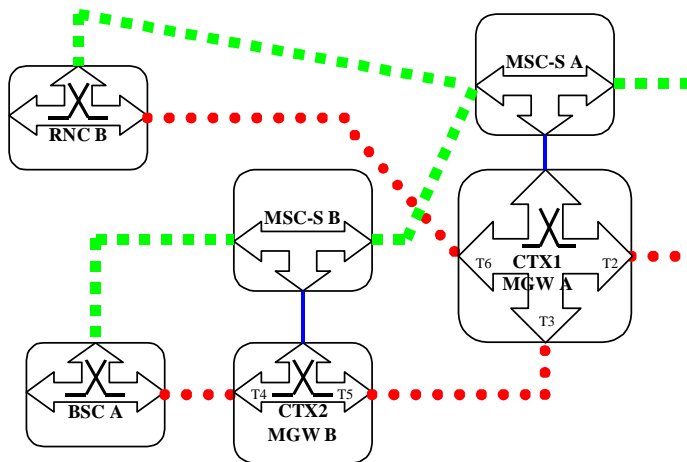 MSC-S A
RNC B
MSC-S B
T6
CTX1
T2
MGW A
T3
T4
CTX2
T5
BSC A
MGW B